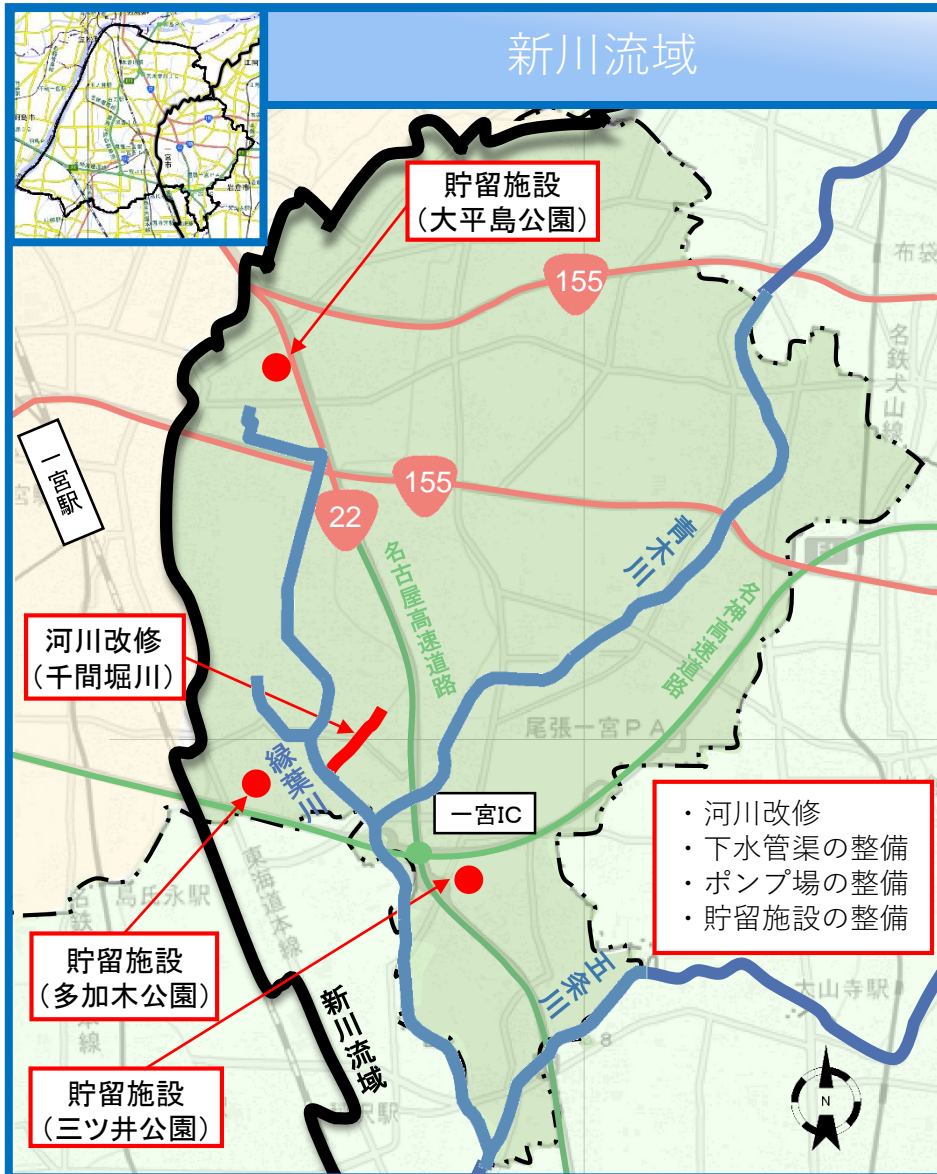 新川流域
貯留施設
(大平島公園)
155
布袋
名鉄犬山線
一宮駅
155
22
名古屋高速道路
青木川
名神高速道路
河川改修
(千間堀川)
尾張一宮PA
縁葉川
一宮IC
・河川改修
・下水管渠の整備
・ポンプ場の整備
・貯留施設の整備
島氏永駅
東海道本線
貯留施設
(多加木公園)
本線
新川流域
五条川
大山寺駅
8
貯留施設
(三ツ井公園)
N